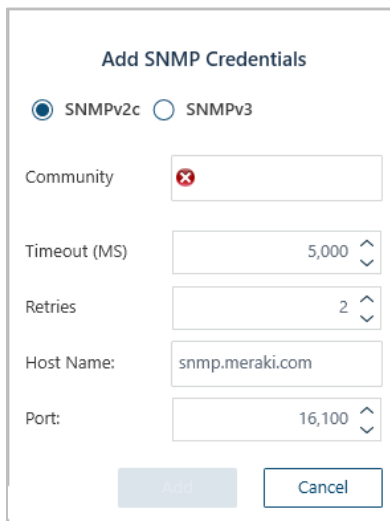 Add SNMP Credentials
SNMPv2c SNMPv3
Community
Timeout (MS) 5,000
Retries 2
Host Name: snmp.meraki.com
Port: 16,100
Add Cancel